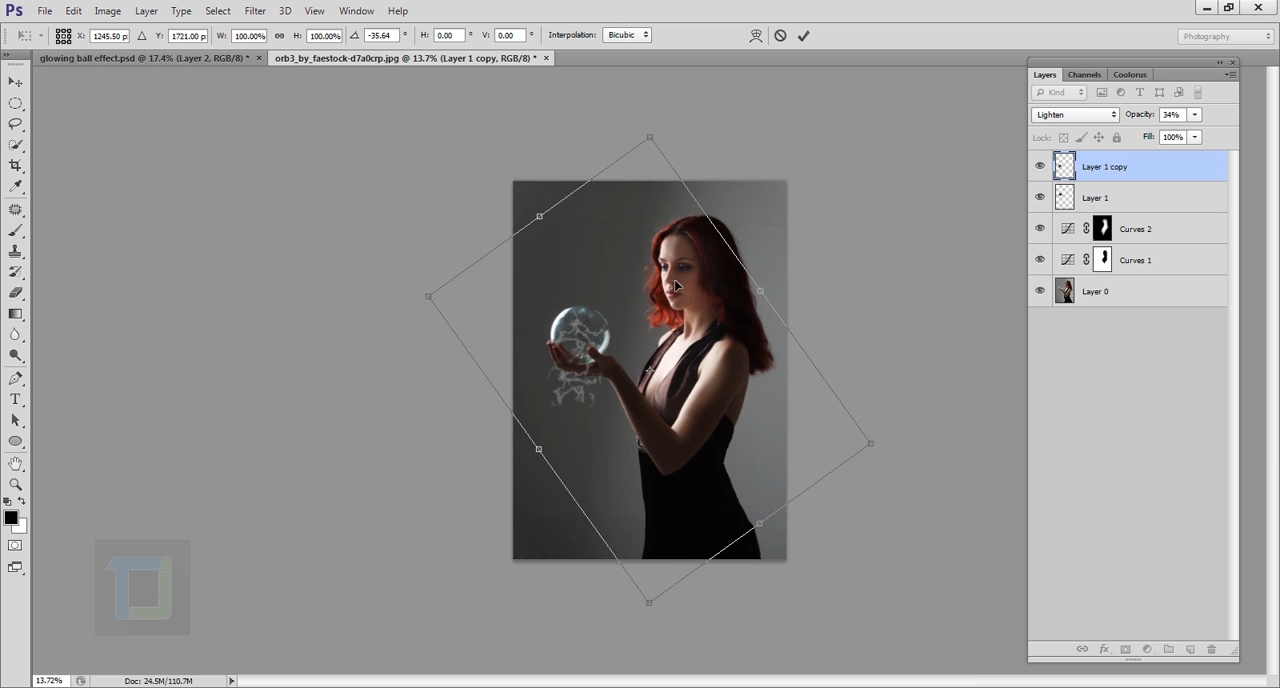 Ps File Edit Image Layer Type Select Filter 3D View Window Help
X: 1245.50 p: Y: 1721.00 p: W: 100.00% H: 100.00% -35.64 ° H: 0.00 ° V: 0.00 ° Interpolation: Bicubic Photography
glowing ball effect.psd @ 17.4% (Layer 2, RGB/8) * × orb3_by_faestock-d7a0crp.jpg @ 13.7% (Layer 1 copy, RGB/8) * ×
Layers Channels Coolorus
Kind
Lighten Opacity: 34%
Lock: Fill: 100%
Layer 1 copy
Layer 1
Curves 2
Curves 1
Layer 0
fx
13.72% Doc: 24.5M/110.7M